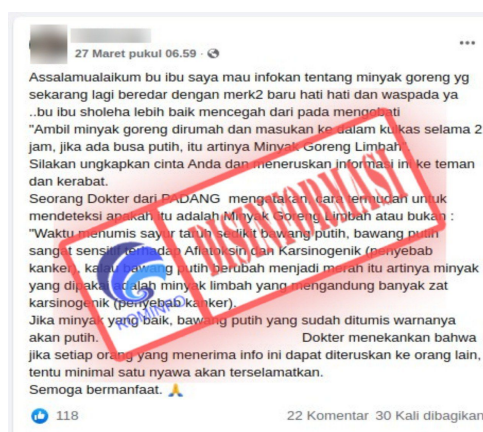 27 Maret pukul 06.59 ·
Assalamualaikum bu ibu saya mau infokan tentang minyak goreng yg
sekarang lagi beredar dengan merk2 baru hati hati dan waspada ya
..bu ibu sholeha lebih baik mencegah dari pada mengobati
"Ambil minyak goreng dirumah dan masukan ke dalam kulkas selama 2
jam, jika ada busa putih, itu artinya Minyak Goreng Limbah".
Silakan ungkapkan cinta Anda dan meneruskan informasi ini ke teman
dan kerabat.
Seorang Dokter dari PADANG mengatakan, cara termudah untuk
mendeteksi apakah itu adalah Minyak Goreng Limbah atau bukan :
"Waktu menumis sayur taruh sedikit bawang putih, bawang putih
sangat sensitif terhadap Aflatoksin dan Karsinogenik (penyebab
kanker), kalau bawang putih berubah menjadi merah itu artinya minyak
yang dipakai adalah minyak limbah yang mengandung banyak zat
karsinogenik (penyebab kanker).
Jika minyak yang baik, bawang putih yang sudah ditumis warnanya
akan putih. Dokter menekankan bahwa
jika setiap orang yang menerima info ini dapat diteruskan ke orang lain,
tentu minimal satu nyawa akan terselamatkan.
Semoga bermanfaat. 🙏
118
22 Komentar 30 Kali dibagikan
DISINFORMASI
KOMINFO